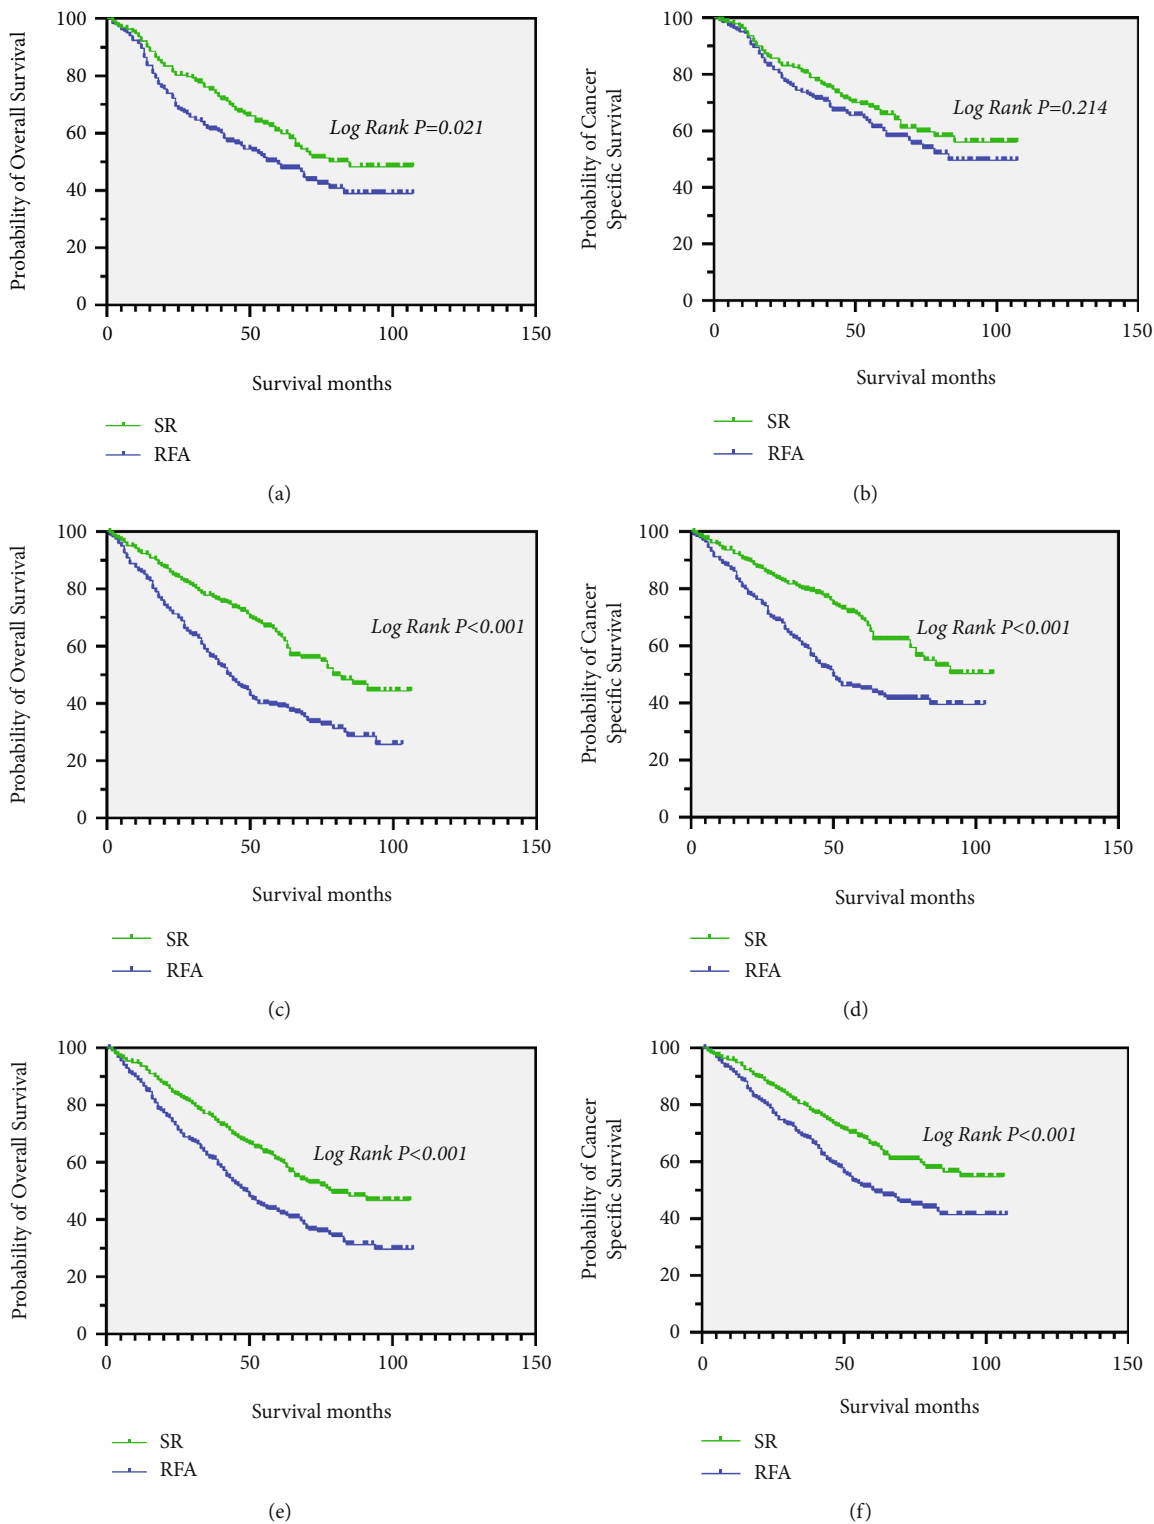 100
80
60
40
20
0
Probability of Overall Survival
Log Rank P=0.021
0 50 100 150
Survival months
SR
RFA
(a)
100
80
60
40
20
0
Probability of Cancer
Specific Survival
Log Rank P=0.214
0 50 100 150
Survival months
SR
RFA
(b)
100
80
60
40
20
0
Probability of Overall Survival
Log Rank P<0.001
0 50 100 150
Survival months
SR
RFA
(c)
100
80
60
40
20
0
Probability of Cancer
Specific Survival
Log Rank P<0.001
0 50 100 150
Survival months
SR
RFA
(d)
100
80
60
40
20
0
Probability of Overall Survival
Log Rank P<0.001
0 50 100 150
Survival months
SR
RFA
(e)
100
80
60
40
20
0
Probability of Cancer
Specific Survival
Log Rank P<0.001
0 50 100 150
Survival months
SR
RFA
(f)